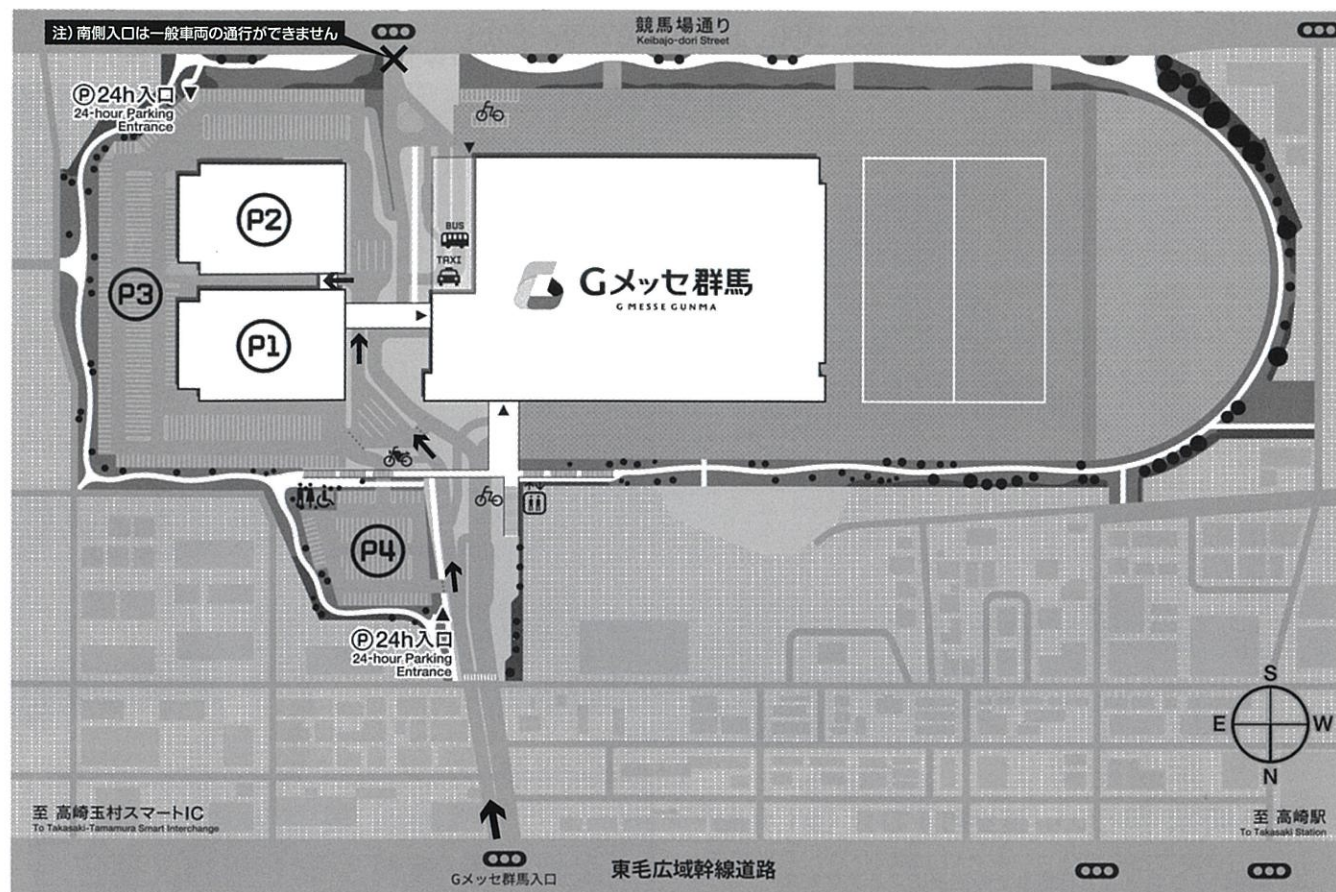 注）南側入口は一般車両の通行ができません
競馬場通り
Keibajo-dori Street
Ⓟ24h入口
24-hour Parking
Entrance
P2
BUS
TAXI
P3
P1
Gメッセ群馬
G MESSE GUNMA
P4
Ⓟ24h入口
24-hour Parking
Entrance
S
E W
N
至 高崎玉村スマートIC
To Takasaki-Tamamura Smart Interchange
至 高崎駅
To Takasaki Station
Gメッセ群馬入口
東毛広域幹線道路